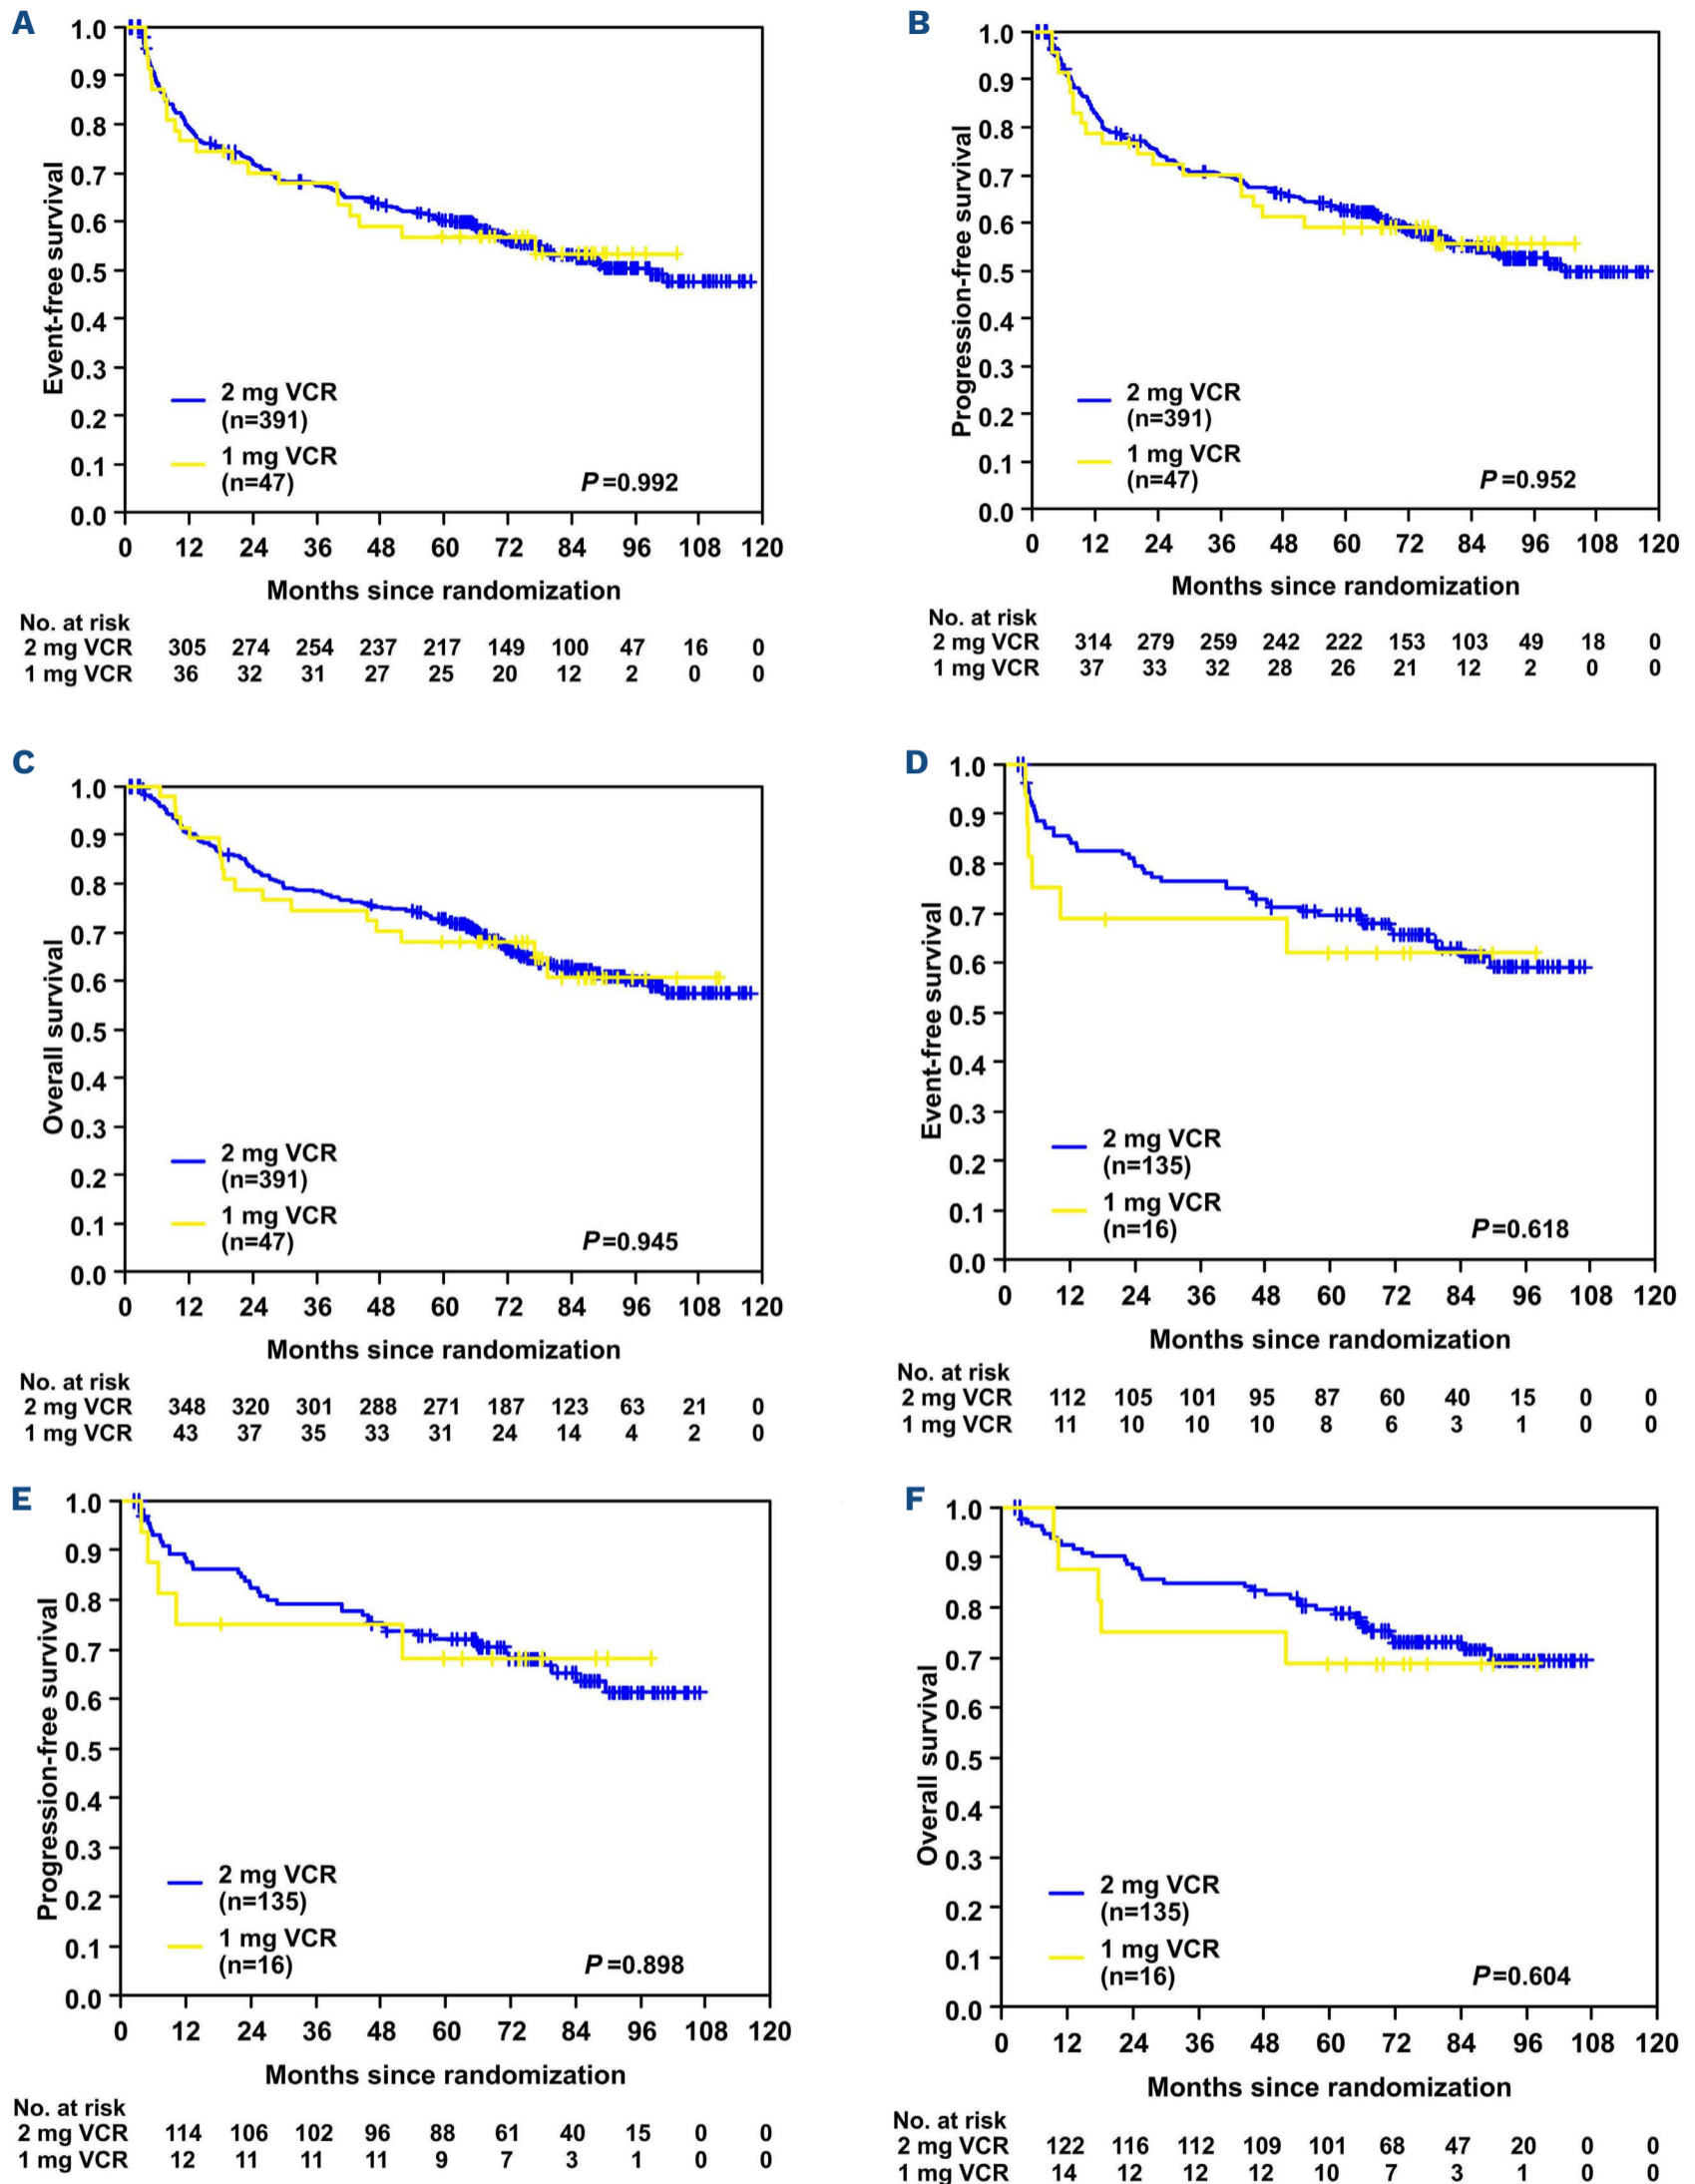 A
1.0
0.9
0.8
0.7
0.6
0.5
0.4
0.3
0.2
0.1
0.0
Event-free survival
2 mg VCR
(n=391)
1 mg VCR
(n=47)
P=0.992
0 12 24 36 48 60 72 84 96 108 120
Months since randomization
No. at risk
2 mg VCR 305 274 254 237 217 149 100 47 16 0
1 mg VCR 36 32 31 27 25 20 12 2 0 0
B
1.0
0.9
0.8
0.7
0.6
0.5
0.4
0.3
0.2
0.1
0.0
Progression-free survival
2 mg VCR
(n=391)
1 mg VCR
(n=47)
P=0.952
0 12 24 36 48 60 72 84 96 108 120
Months since randomization
No. at risk
2 mg VCR 314 279 259 242 222 153 103 49 18 0
1 mg VCR 37 33 32 28 26 21 12 2 0 0
C
1.0
0.9
0.8
0.7
0.6
0.5
0.4
0.3
0.2
0.1
0.0
Overall survival
2 mg VCR
(n=391)
1 mg VCR
(n=47)
P=0.945
0 12 24 36 48 60 72 84 96 108 120
Months since randomization
No. at risk
2 mg VCR 348 320 301 288 271 187 123 63 21 0
1 mg VCR 43 37 35 33 31 24 14 4 2 0
D
1.0
0.9
0.8
0.7
0.6
0.5
0.4
0.3
0.2
0.1
0.0
Event-free survival
2 mg VCR
(n=135)
1 mg VCR
(n=16)
P=0.618
0 12 24 36 48 60 72 84 96 108 120
Months since randomization
No. at risk
2 mg VCR 112 105 101 95 87 60 40 15 0 0
1 mg VCR 11 10 10 10 8 6 3 1 0 0
E
1.0
0.9
0.8
0.7
0.6
0.5
0.4
0.3
0.2
0.1
0.0
Progression-free survival
2 mg VCR
(n=135)
1 mg VCR
(n=16)
P=0.898
0 12 24 36 48 60 72 84 96 108 120
Months since randomization
No. at risk
2 mg VCR 114 106 102 96 88 61 40 15 0 0
1 mg VCR 12 11 11 11 9 7 3 1 0 0
F
1.0
0.9
0.8
0.7
0.6
0.5
0.4
0.3
0.2
0.1
0.0
Overall survival
2 mg VCR
(n=135)
1 mg VCR
(n=16)
P=0.604
0 12 24 36 48 60 72 84 96 108 120
Months since randomization
No. at risk
2 mg VCR 122 116 112 109 101 68 47 20 0 0
1 mg VCR 14 12 12 12 10 7 3 1 0 0